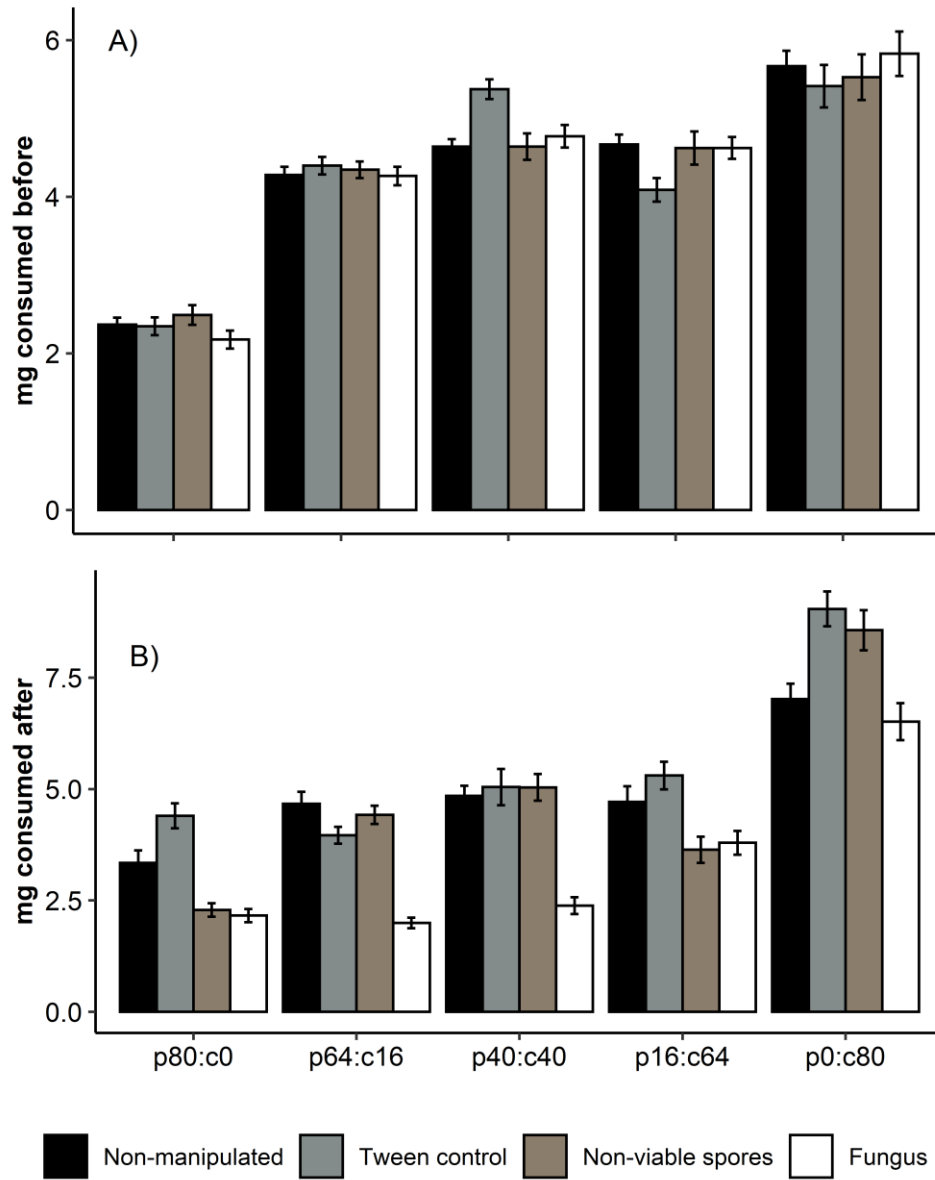 A)
mg consumed before
6
4
2
0
B)
mg consumed after
7.5
5.0
2.5
0.0
p80:c0 p64:c16 p40:c40 p16:c64 p0:c80
Non-manipulated Tween control Non-viable spores Fungus